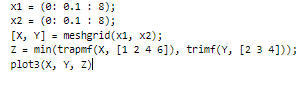 x1 = (0: 0.1 : 8);
x2 = (0: 0.1 : 8);
[X, Y] = meshgrid(x1, x2);
Z = min(trapmf(X, [1 2 4 6]), trimf(Y, [2 3 4]));
plot3(X, Y, Z)